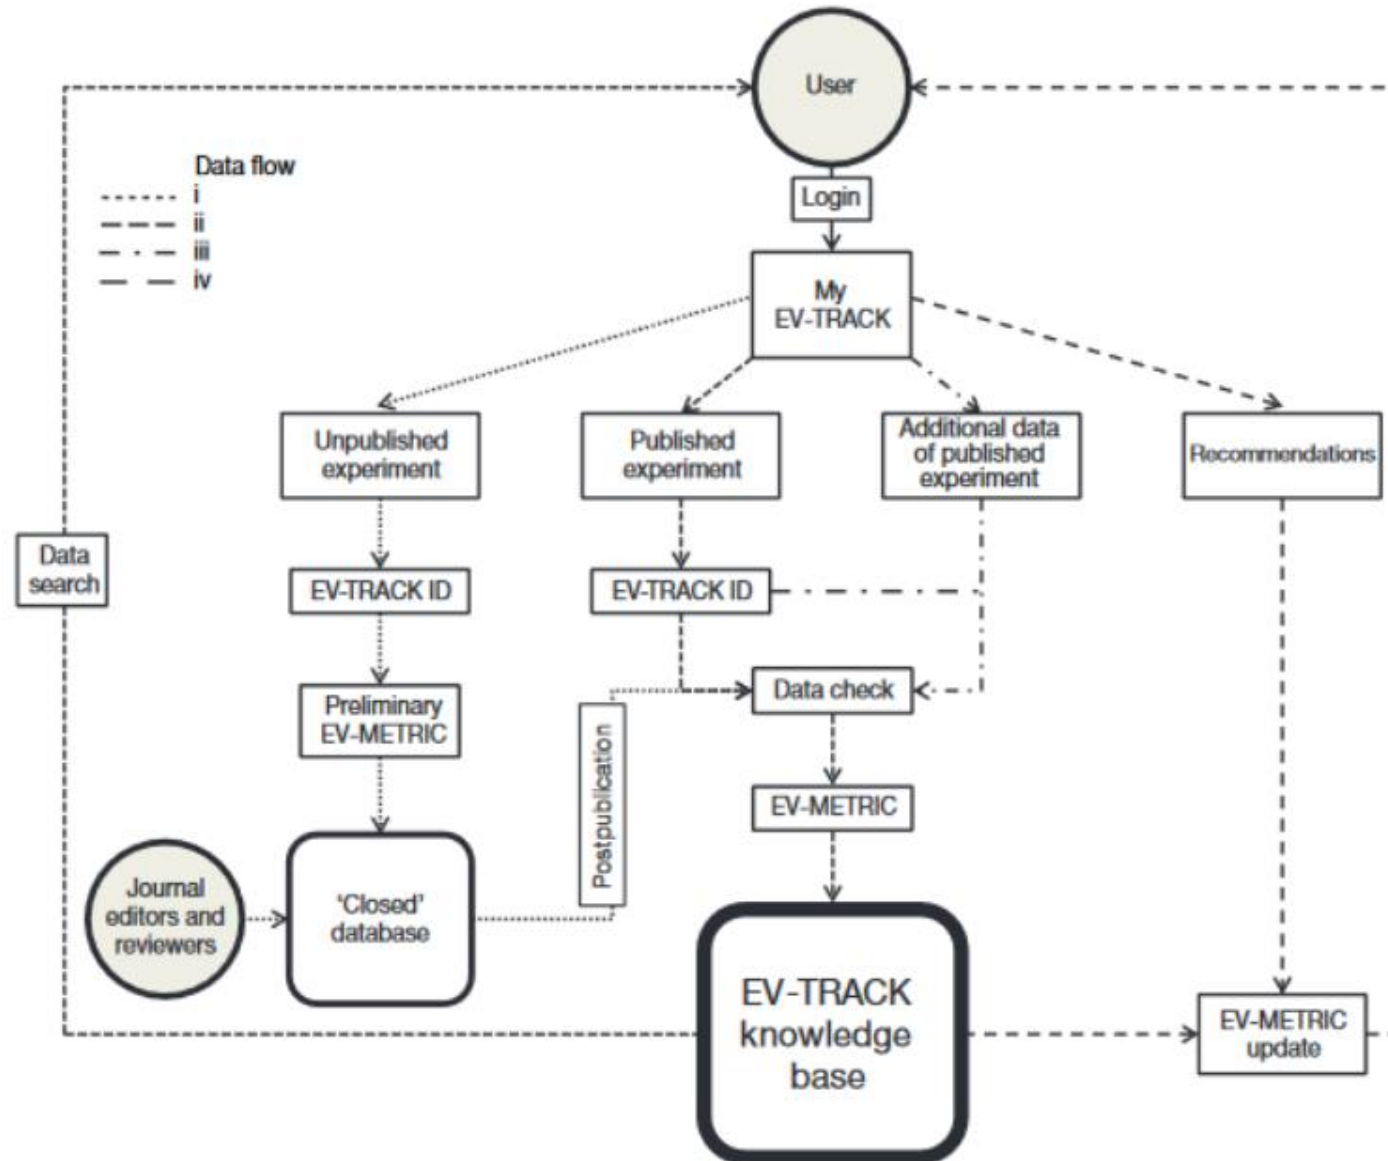 User
Login
Data flow
i
ii
iii
iv
My
EV-TRACK
Unpublished
experiment
Published
experiment
Additional data
of published
experiment
Recommendations
Data
search
EV-TRACK ID
EV-TRACK ID
Preliminary
EV-METRIC
Data check
Postpublication
EV-METRIC
Journal
editors and
reviewers
'Closed'
database
EV-TRACK
knowledge
base
EV-METRIC
update